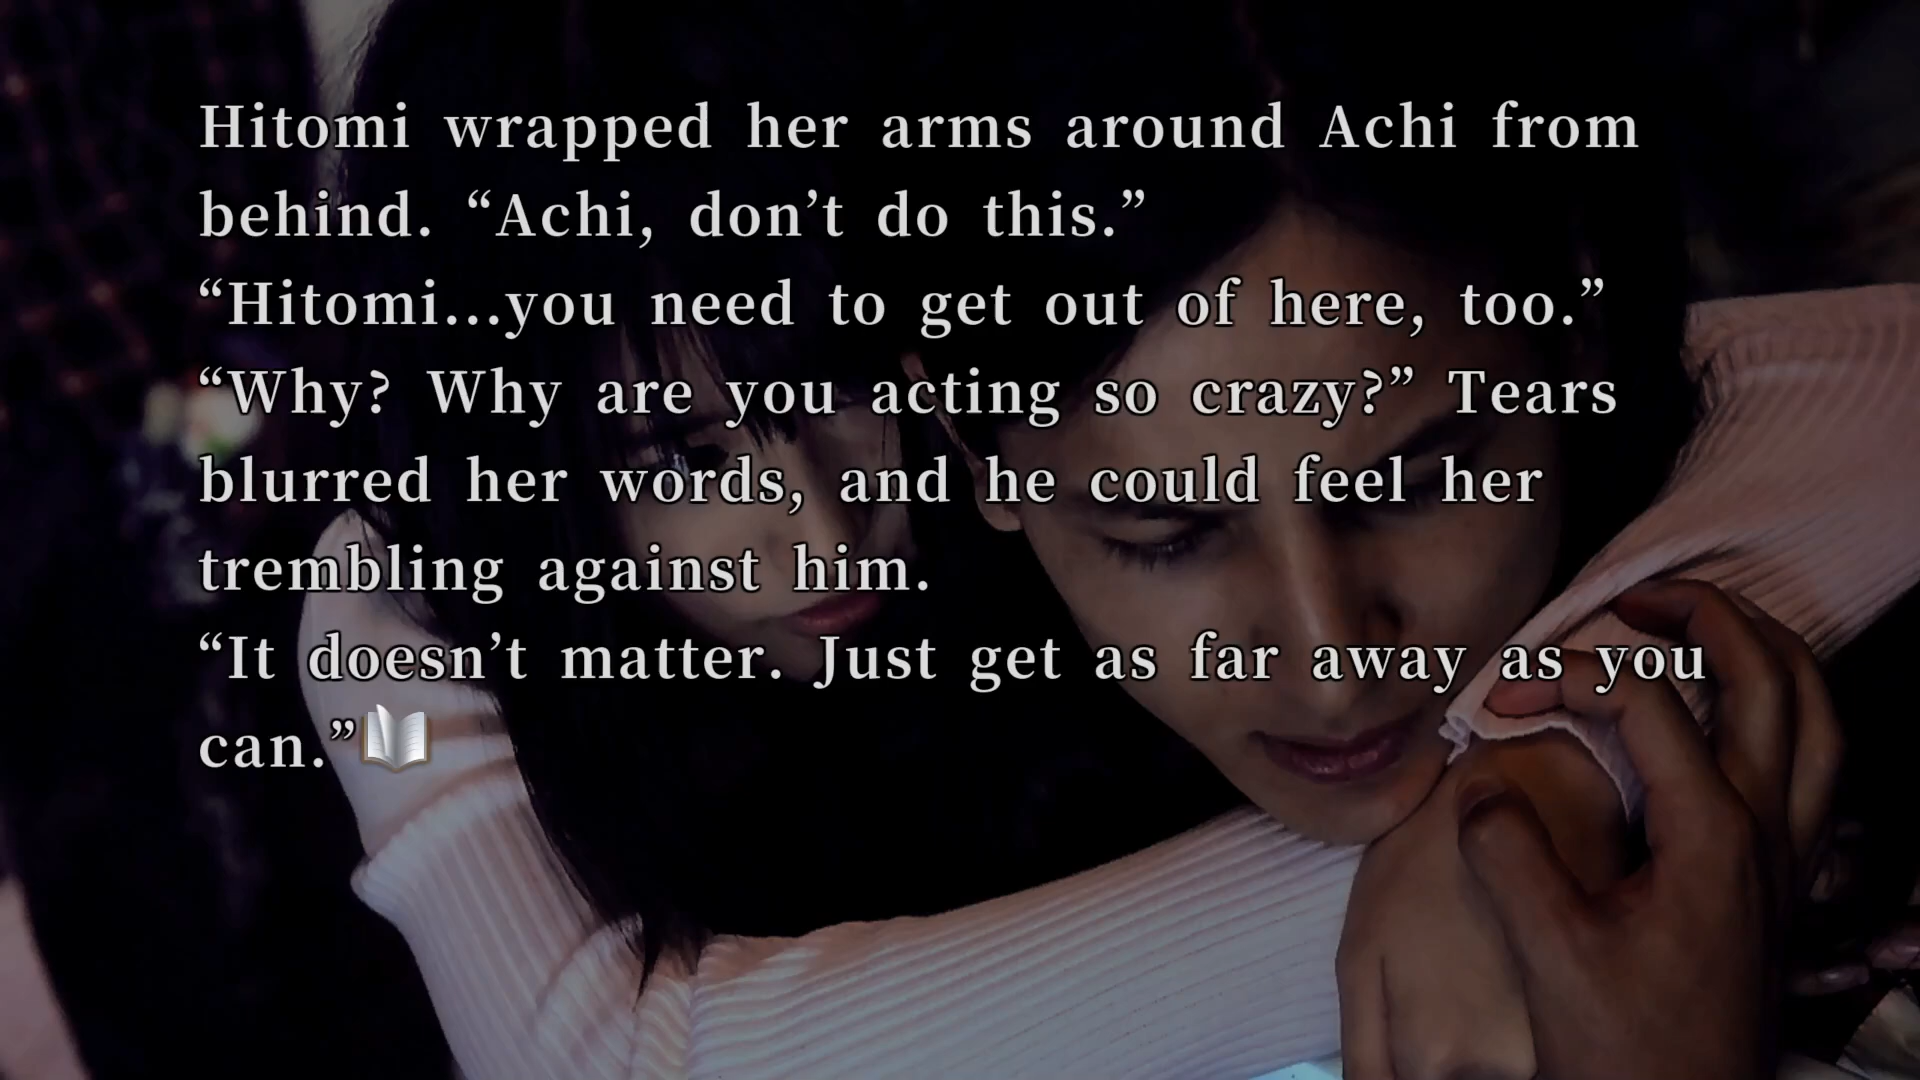 Hitomi wrapped her arms around Achi from
behind. “Achi, don’t do this.”
“Hitomi...you need to get out of here, too.”
“Why? Why are you acting so crazy?” Tears
blurred her words, and he could feel her
trembling against him.
“It doesn’t matter. Just get as far away as you
can.”